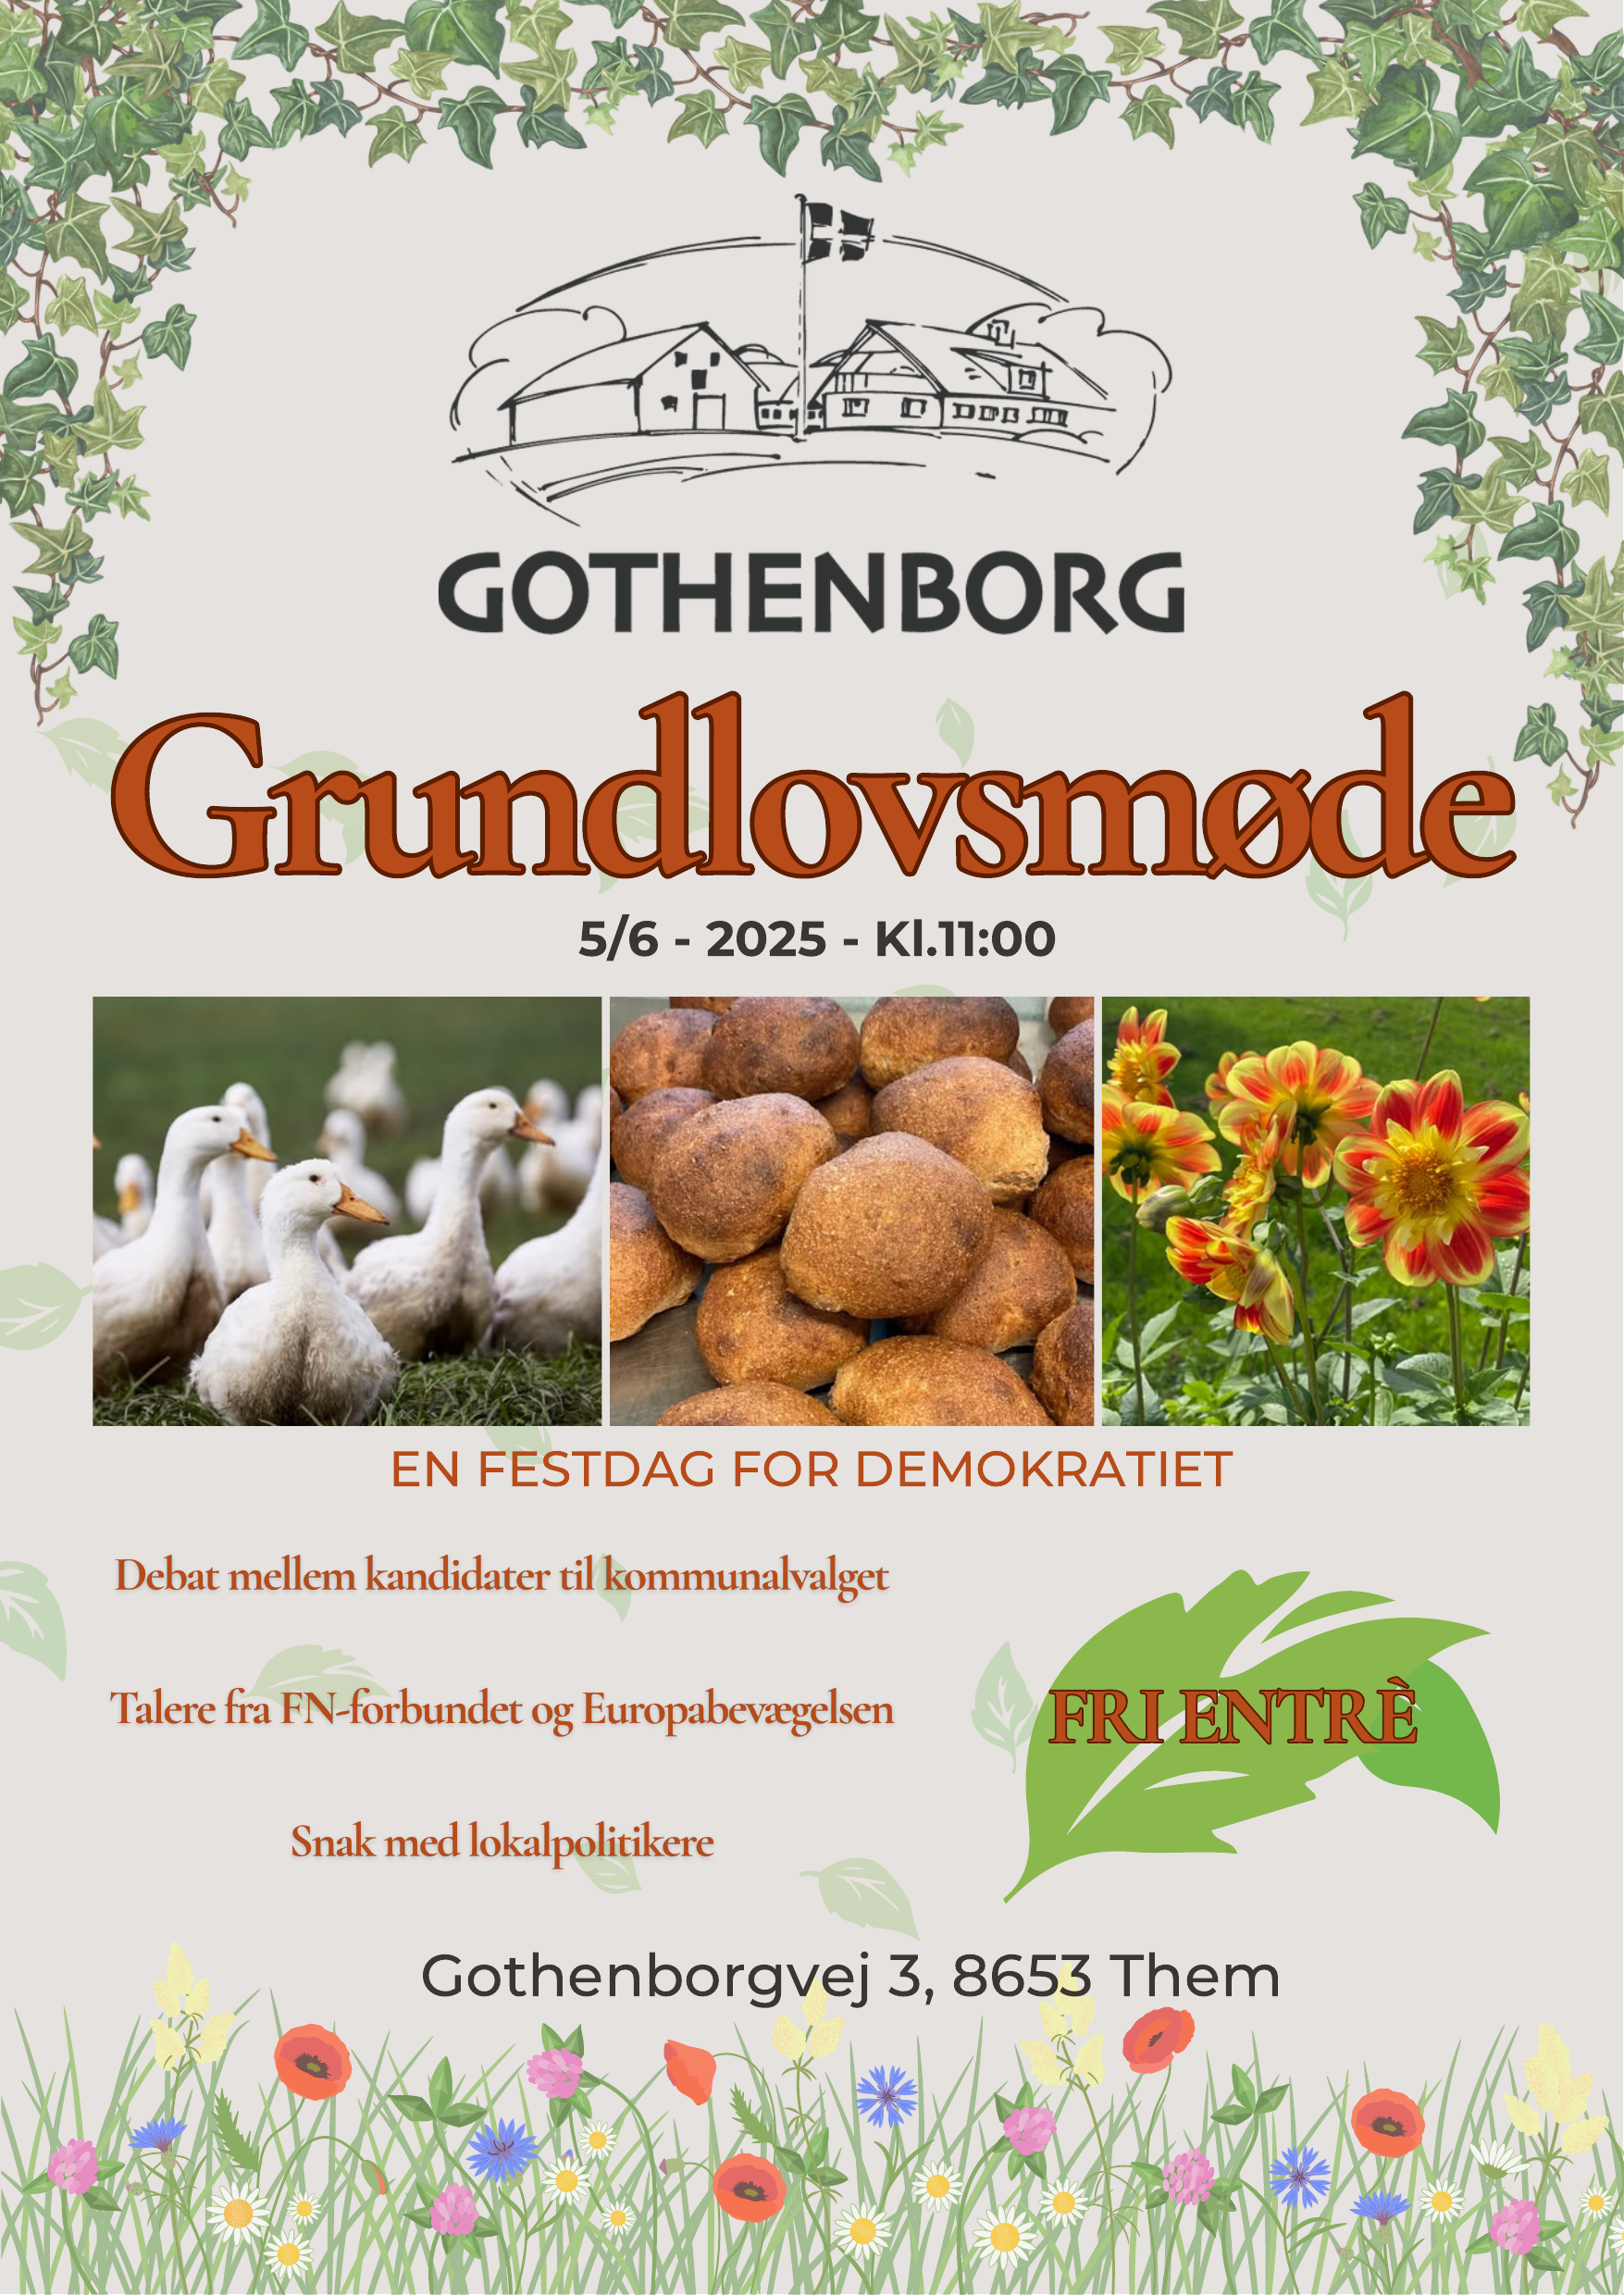 GOTHENBORG
Grundlovsmøde
5/6 - 2025 - Kl.11:00
EN FESTDAG FOR DEMOKRATIET
Debat mellem kandidater til kommunalvalget
Talere fra FN-forbundet og Europabevægelsen
FRI ENTRÈ
Snak med lokalpolitikere
Gothenborgvej 3, 8653 Them